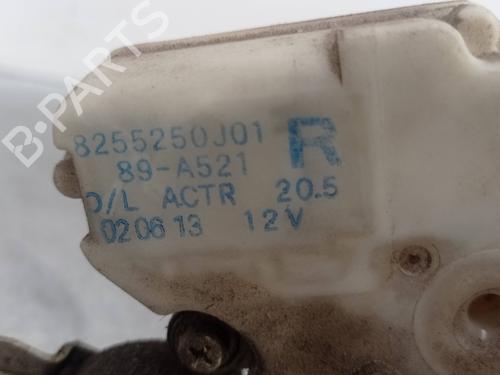 B-PARTS
8255250J01 R
89-A521
D/L ACTR 20.5
020613 12V